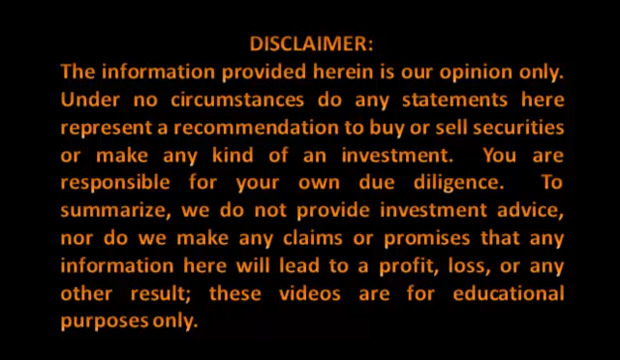 DISCLAIMER:
The information provided herein is our opinion only.
Under no circumstances do any statements here
represent a recommendation to buy or sell securities
or make any kind of an investment. You are
responsible for your own due diligence. To
summarize, we do not provide investment advice,
nor do we make any claims or promises that any
information here will lead to a profit, loss, or any
other result; these videos are for educational
purposes only.